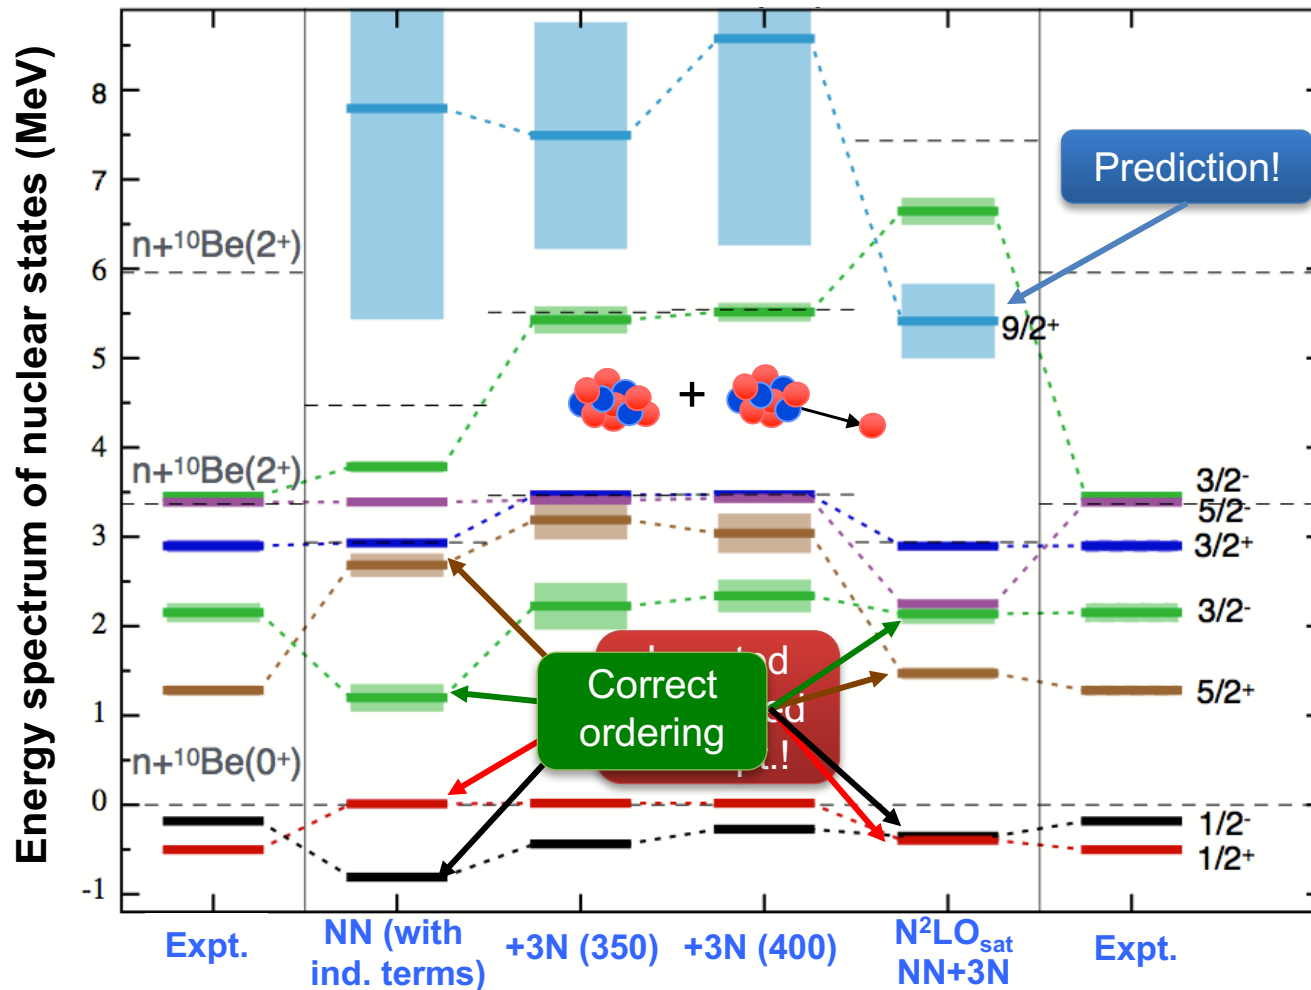 Energy spectrum of nuclear states (MeV)
8
7
6
5
4
3
2
1
0
-1
n+¹⁰Be(2⁺)
n+¹⁰Be(2⁺)
n+¹⁰Be(0⁺)
Prediction!
9/2⁺
+
Correct
ordering
3/2⁻
5/2⁻
3/2⁺
3/2⁻
5/2⁺
1/2⁻
1/2⁺
Expt.
NN (with
ind. terms)
+3N (350)
+3N (400)
N²LOsat
NN+3N
Expt.